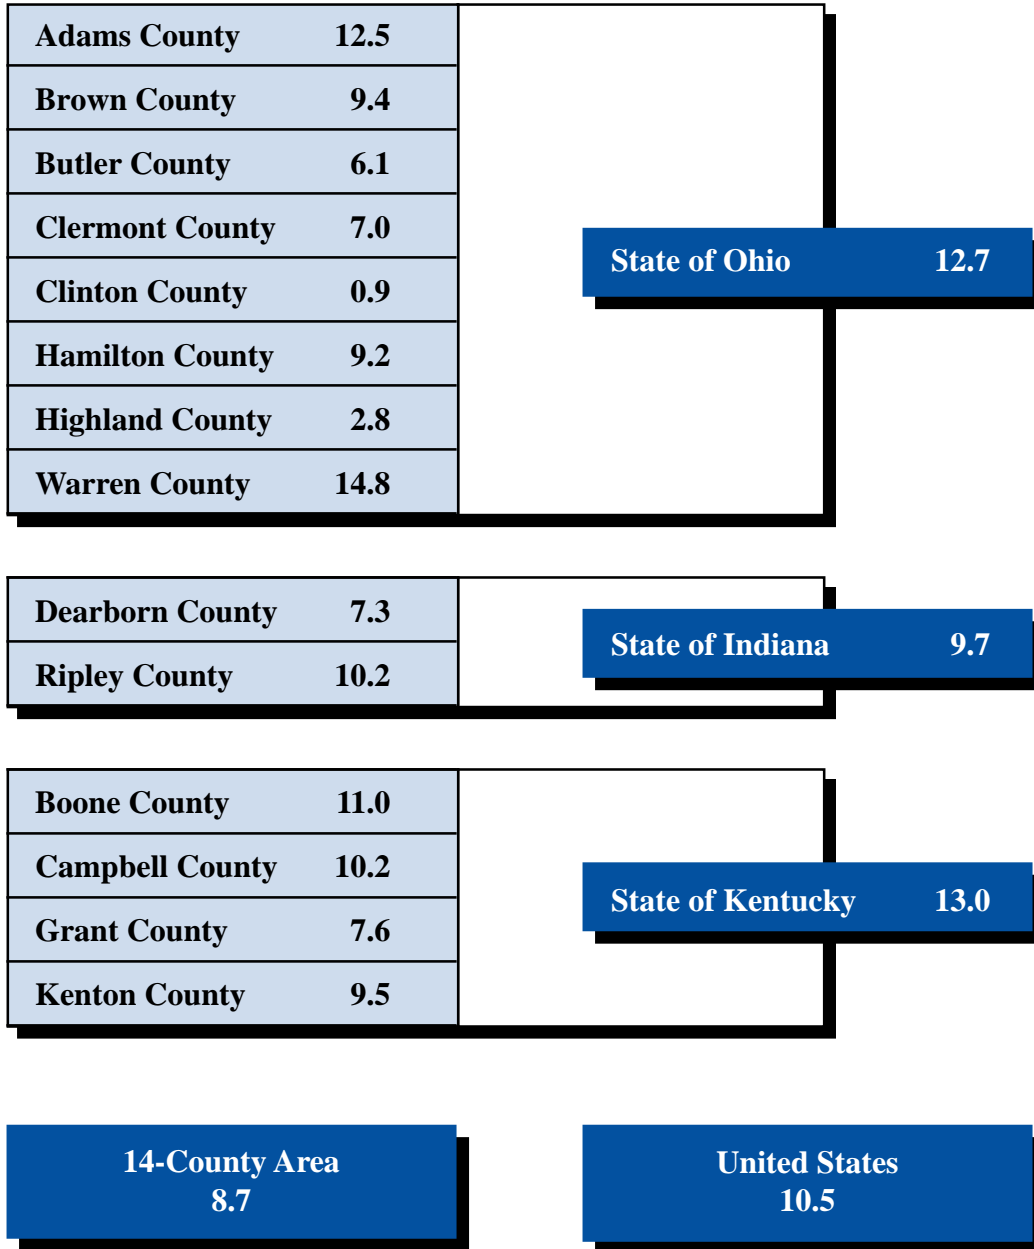 Adams County 12.5
Brown County 9.4
Butler County 6.1
Clermont County 7.0
Clinton County 0.9
Hamilton County 9.2
Highland County 2.8
Warren County 14.8
State of Ohio 12.7
Dearborn County 7.3
Ripley County 10.2
State of Indiana 9.7
Boone County 11.0
Campbell County 10.2
Grant County 7.6
Kenton County 9.5
State of Kentucky 13.0
14-County Area
8.7
United States
10.5